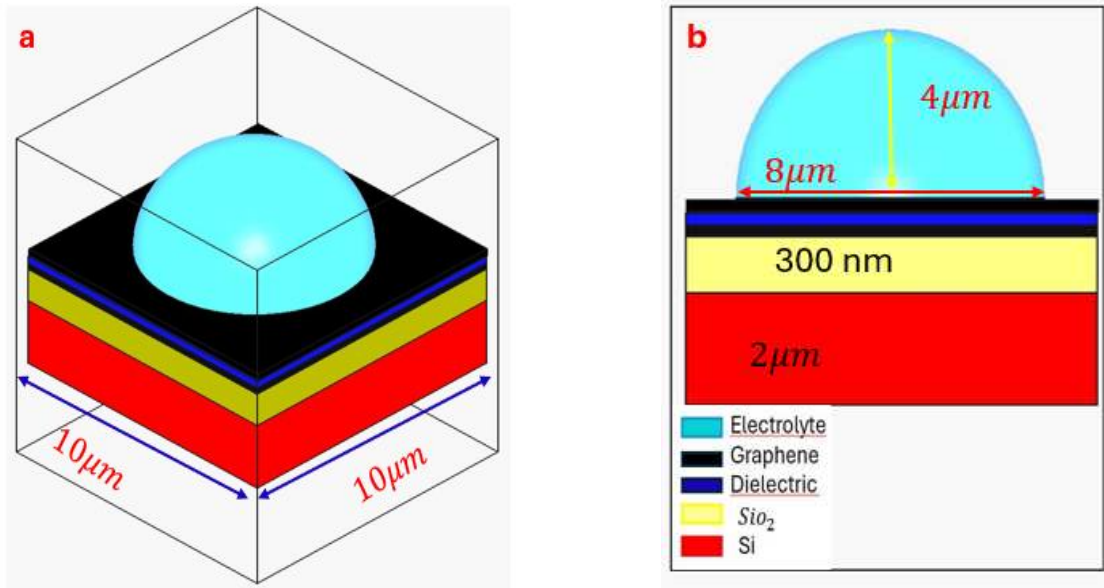 a
10μm
10μm
b
4μm
8μm
300 nm
2μm
Electrolyte
Graphene
Dielectric
Sio₂
Si